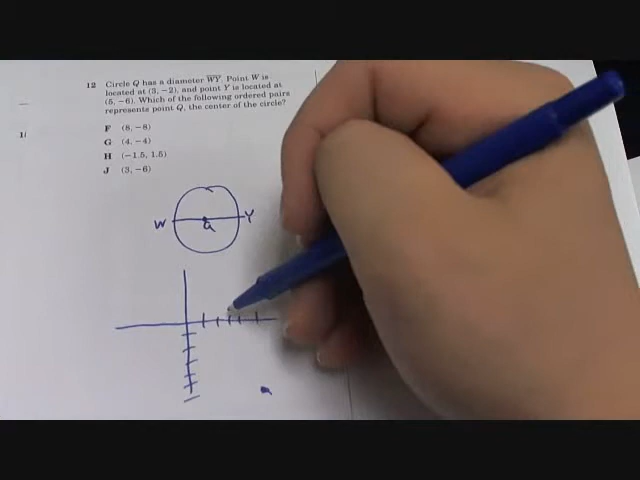 12 Circle Q has a diameter WY. Point W is
located at (3, −2), and point Y is located at
(5, −6). Which of the following ordered pairs
represents point Q, the center of the circle?
F (8, −8)
G (4, −4)
H (−1.5, 1.5)
J (3, −6)
W Y
Q